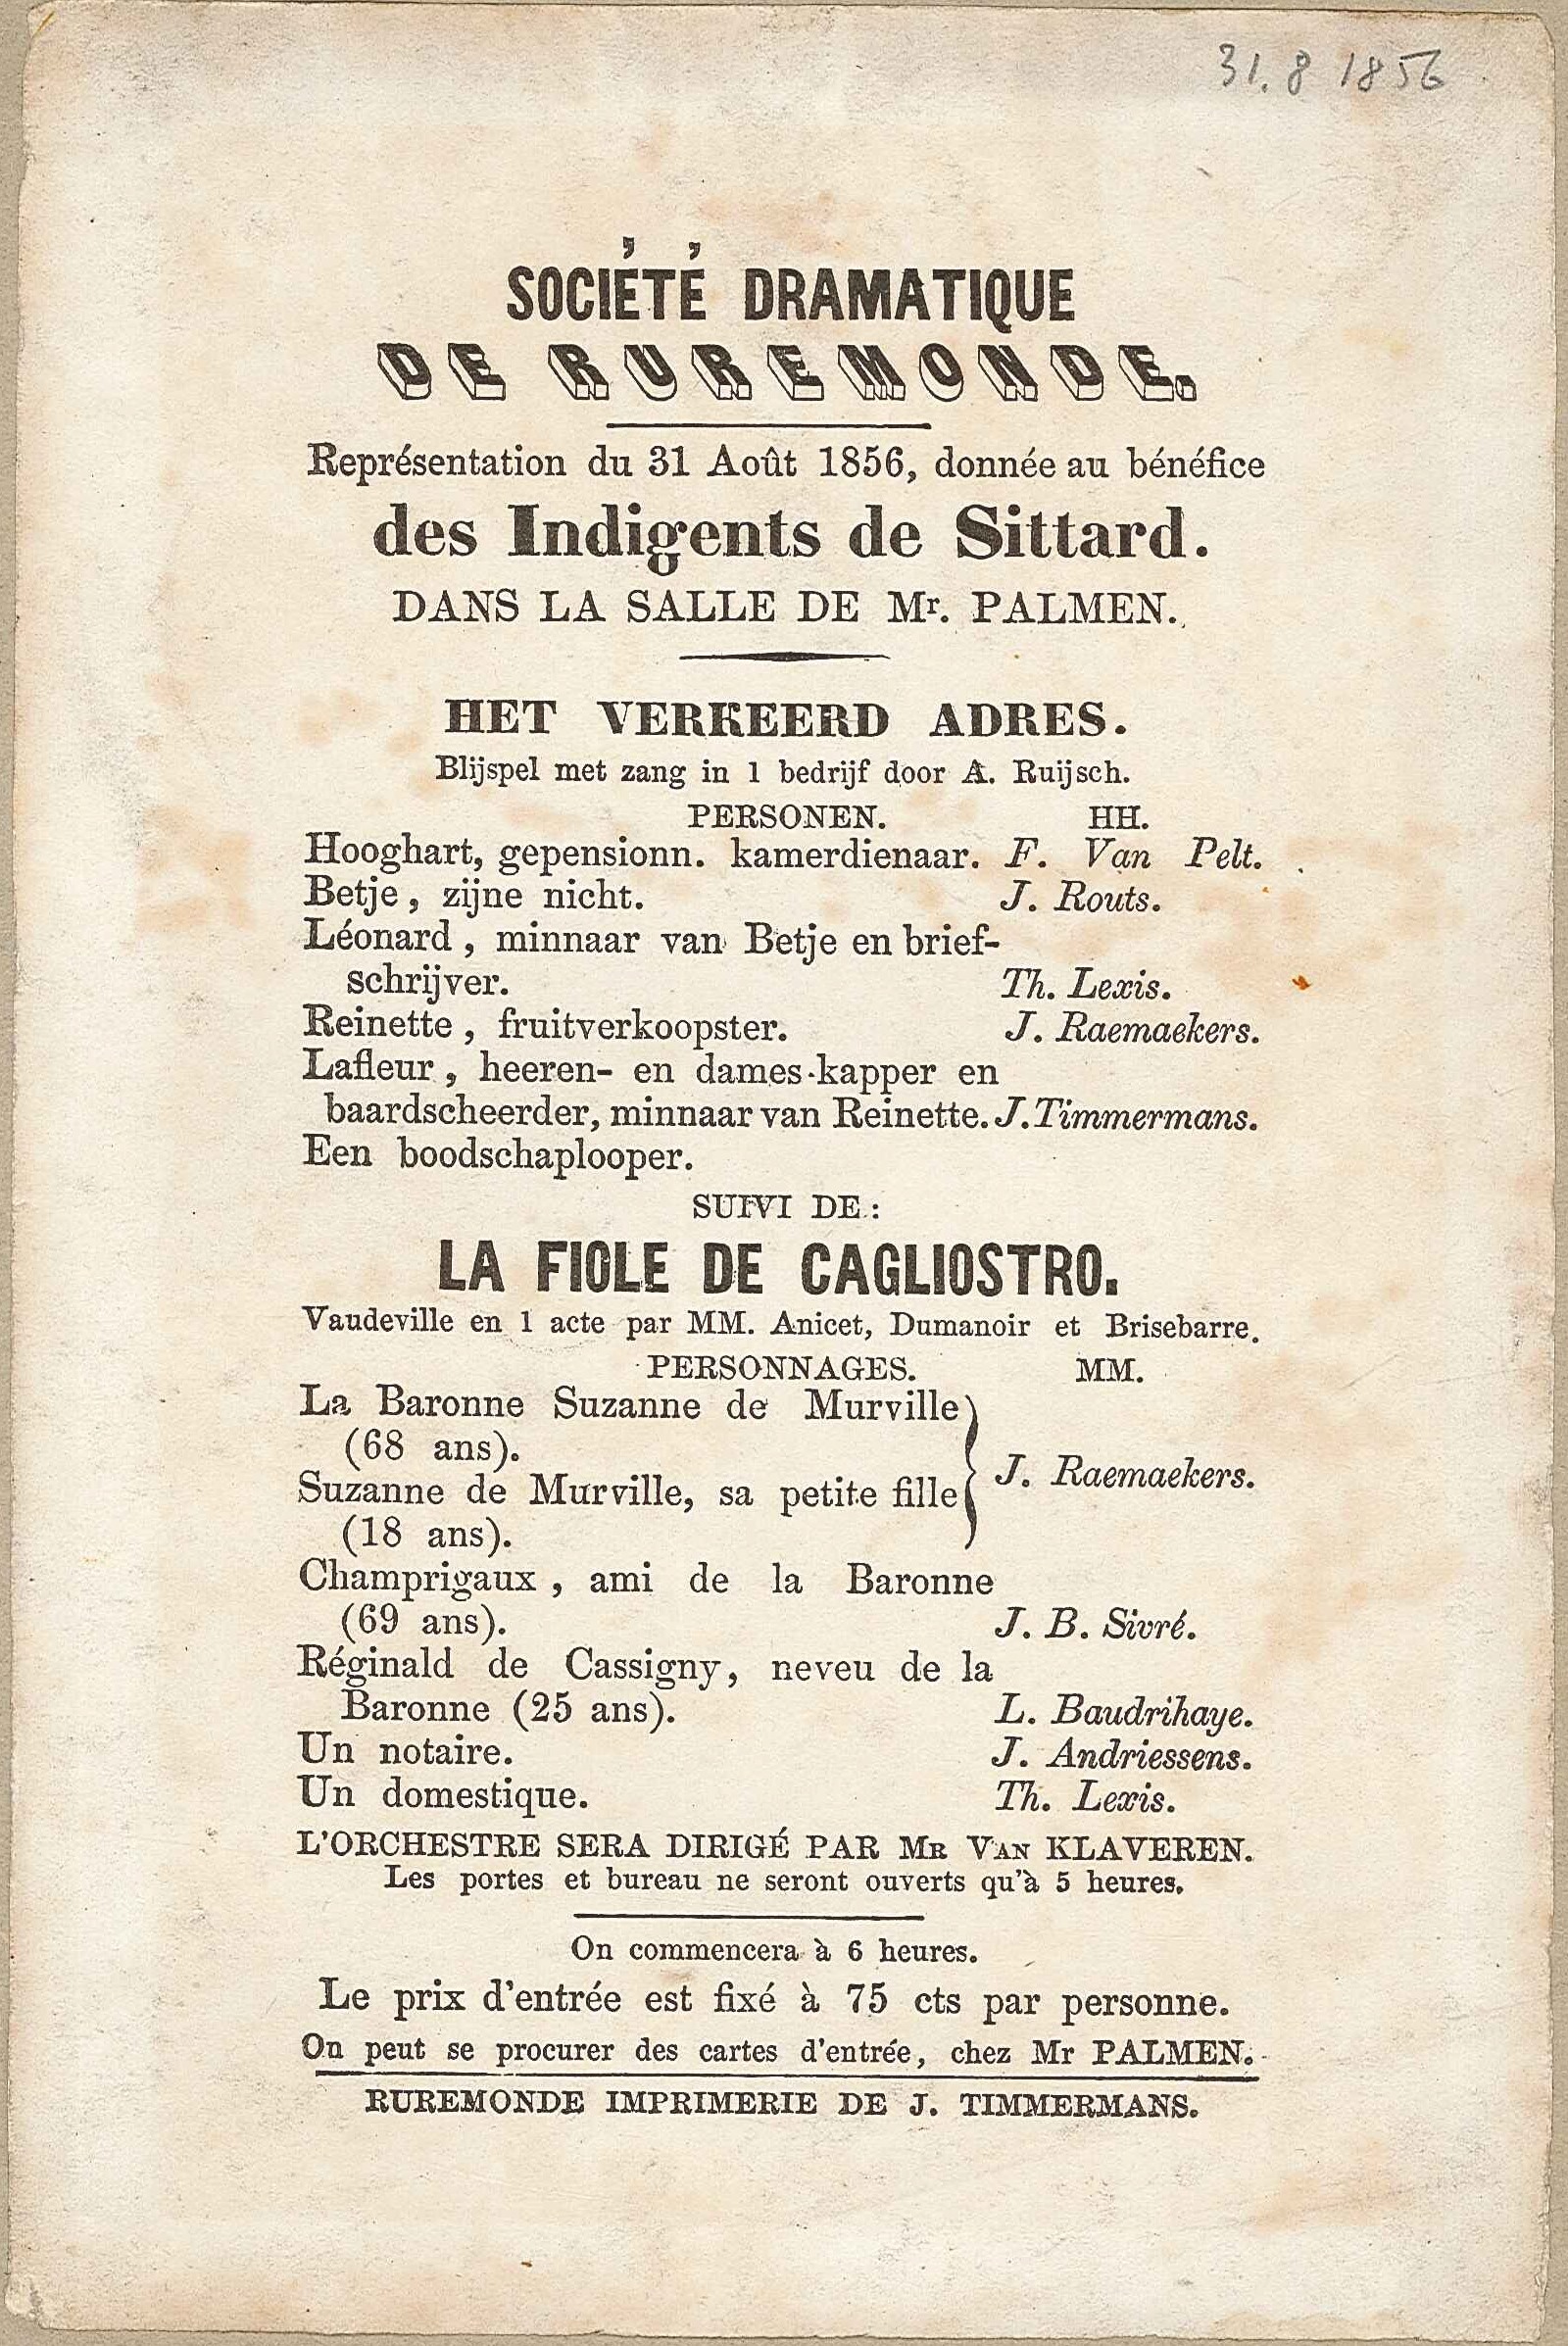 31.8 1856
SOCIÉTÉ DRAMATIQUE
DE RUREMONDE.
Représentation du 31 Août 1856, donnée au bénéfice
des Indigents de Sittard.
DANS LA SALLE DE Mr. PALMEN.
HET VERKEERD ADRES.
Blijspel met zang in 1 bedrijf door A. Ruijsch.
PERSONEN. HH.
Hooghart, gepensionn. kamerdienaar. F. Van Pelt.
Betje, zijne nicht. J. Routs.
Léonard, minnaar van Betje en brief-
schrijver. Th. Lexis.
Reinette, fruitverkoopster. J. Raemaekers.
Lafleur, heeren- en dames-kapper en
baardscheerder, minnaar van Reinette. J. Timmermans.
Een boodschaplooper.
SUIVI DE:
LA FIOLE DE CAGLIOSTRO.
Vaudeville en 1 acte par MM. Anicet, Dumanoir et Brisebarre.
PERSONNAGES. MM.
La Baronne Suzanne de Murville
(68 ans).
Suzanne de Murville, sa petite fille } J. Raemaekers.
(18 ans).
Champrigaux, ami de la Baronne
(69 ans). J. B. Sivré.
Réginald de Cassigny, neveu de la
Baronne (25 ans). L. Baudrihaye.
Un notaire. J. Andriessens.
Un domestique. Th. Lexis.
L'ORCHESTRE SERA DIRIGÉ PAR MR VAN KLAVEREN.
Les portes et bureau ne seront ouverts qu'à 5 heures.
On commencera à 6 heures.
Le prix d'entrée est fixé à 75 cts par personne.
On peut se procurer des cartes d'entrée, chez Mr PALMEN.
RUREMONDE IMPRIMERIE DE J. TIMMERMANS.